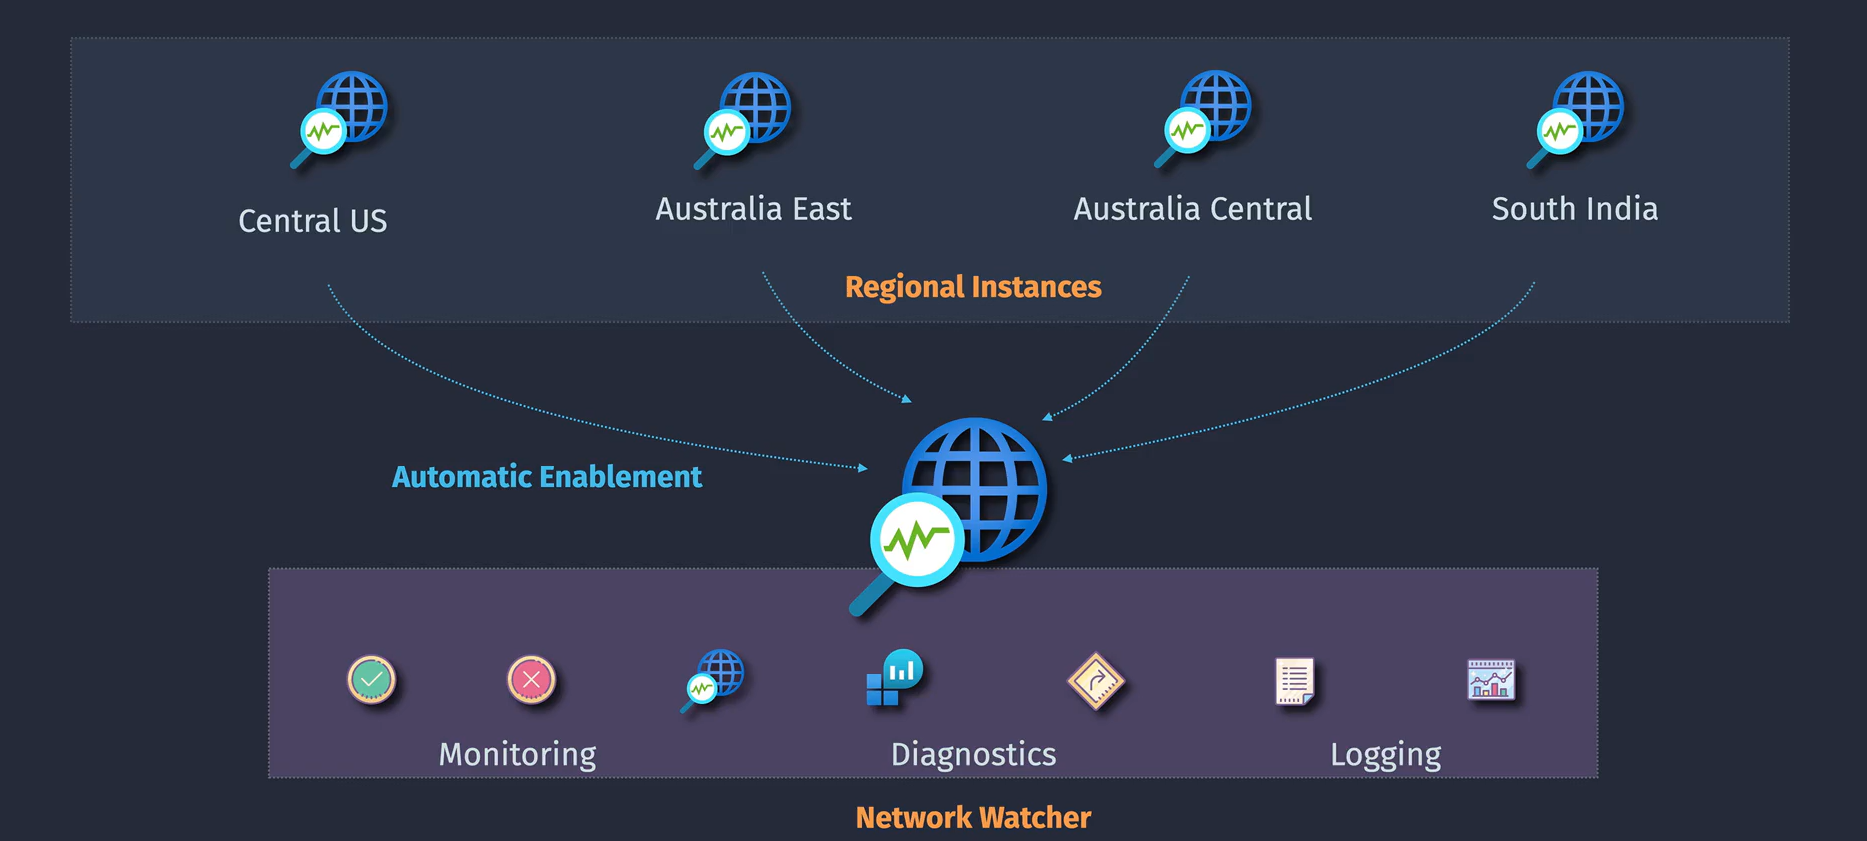 Central US
Australia East
Australia Central
South India
Regional Instances
Automatic Enablement
Monitoring
Diagnostics
Logging
Network Watcher